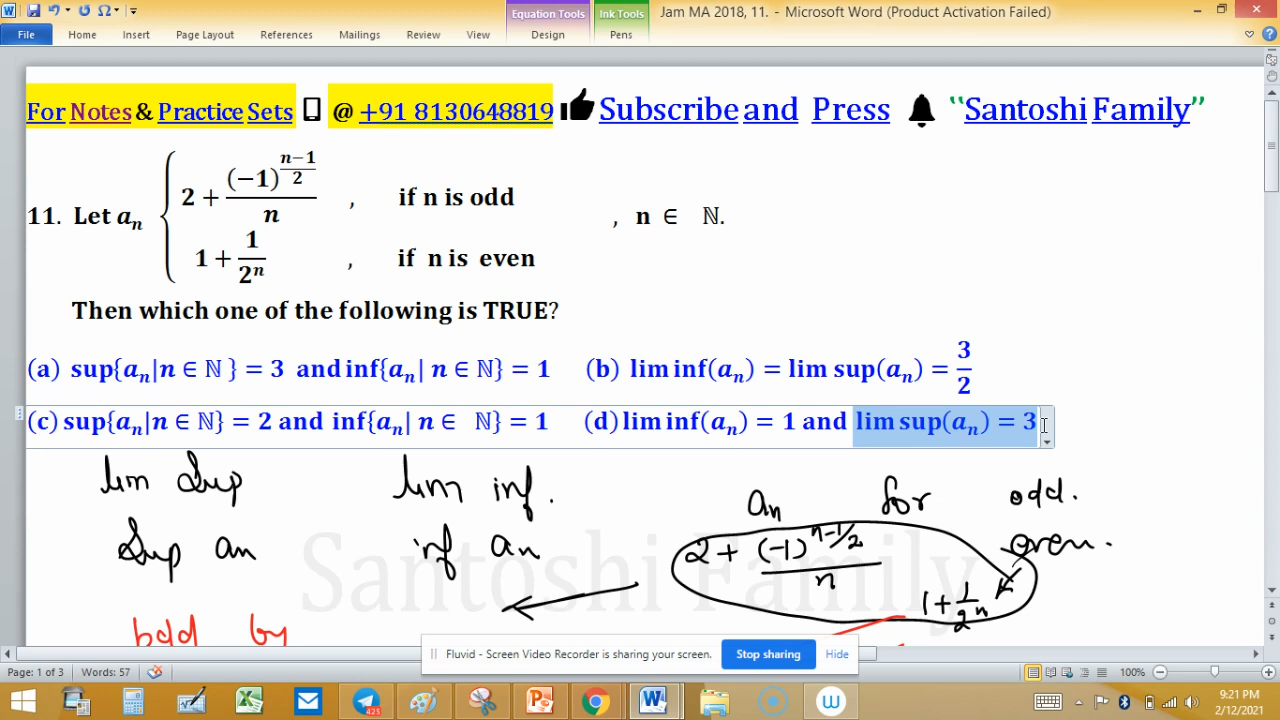 Jam MA 2018, 11. - Microsoft Word (Product Activation Failed)
Equation Tools
Ink Tools
File Home Insert Page Layout References Mailings Review View Design Pens
For Notes & Practice Sets @ +91 8130648819 Subscribe and Press "Santoshi Family"
11. Let aₙ { 2 + (−1)^((n−1)/2)/n , if n is odd
1 + 1/2ⁿ , if n is even
, n ∈ ℕ.
Then which one of the following is TRUE?
(a) sup{aₙ|n ∈ ℕ } = 3 and inf{aₙ| n ∈ ℕ} = 1 (b) lim inf(aₙ) = lim sup(aₙ) = 3/2
(c) sup{aₙ|n ∈ ℕ} = 2 and inf{aₙ| n ∈ ℕ} = 1 (d) lim inf(aₙ) = 1 and lim sup(aₙ) = 3
lim Sup lim inf. aₙ for odd.
Sup aₙ inf aₙ 2 + (−1)^(n−1/2)/n even.
1 + 1/2ⁿ
Santoshi Family
bdd by
Fluvid - Screen Video Recorder is sharing your screen. Stop sharing Hide
Page: 1 of 3 Words: 57 100%
425
9:21 PM
2/12/2021